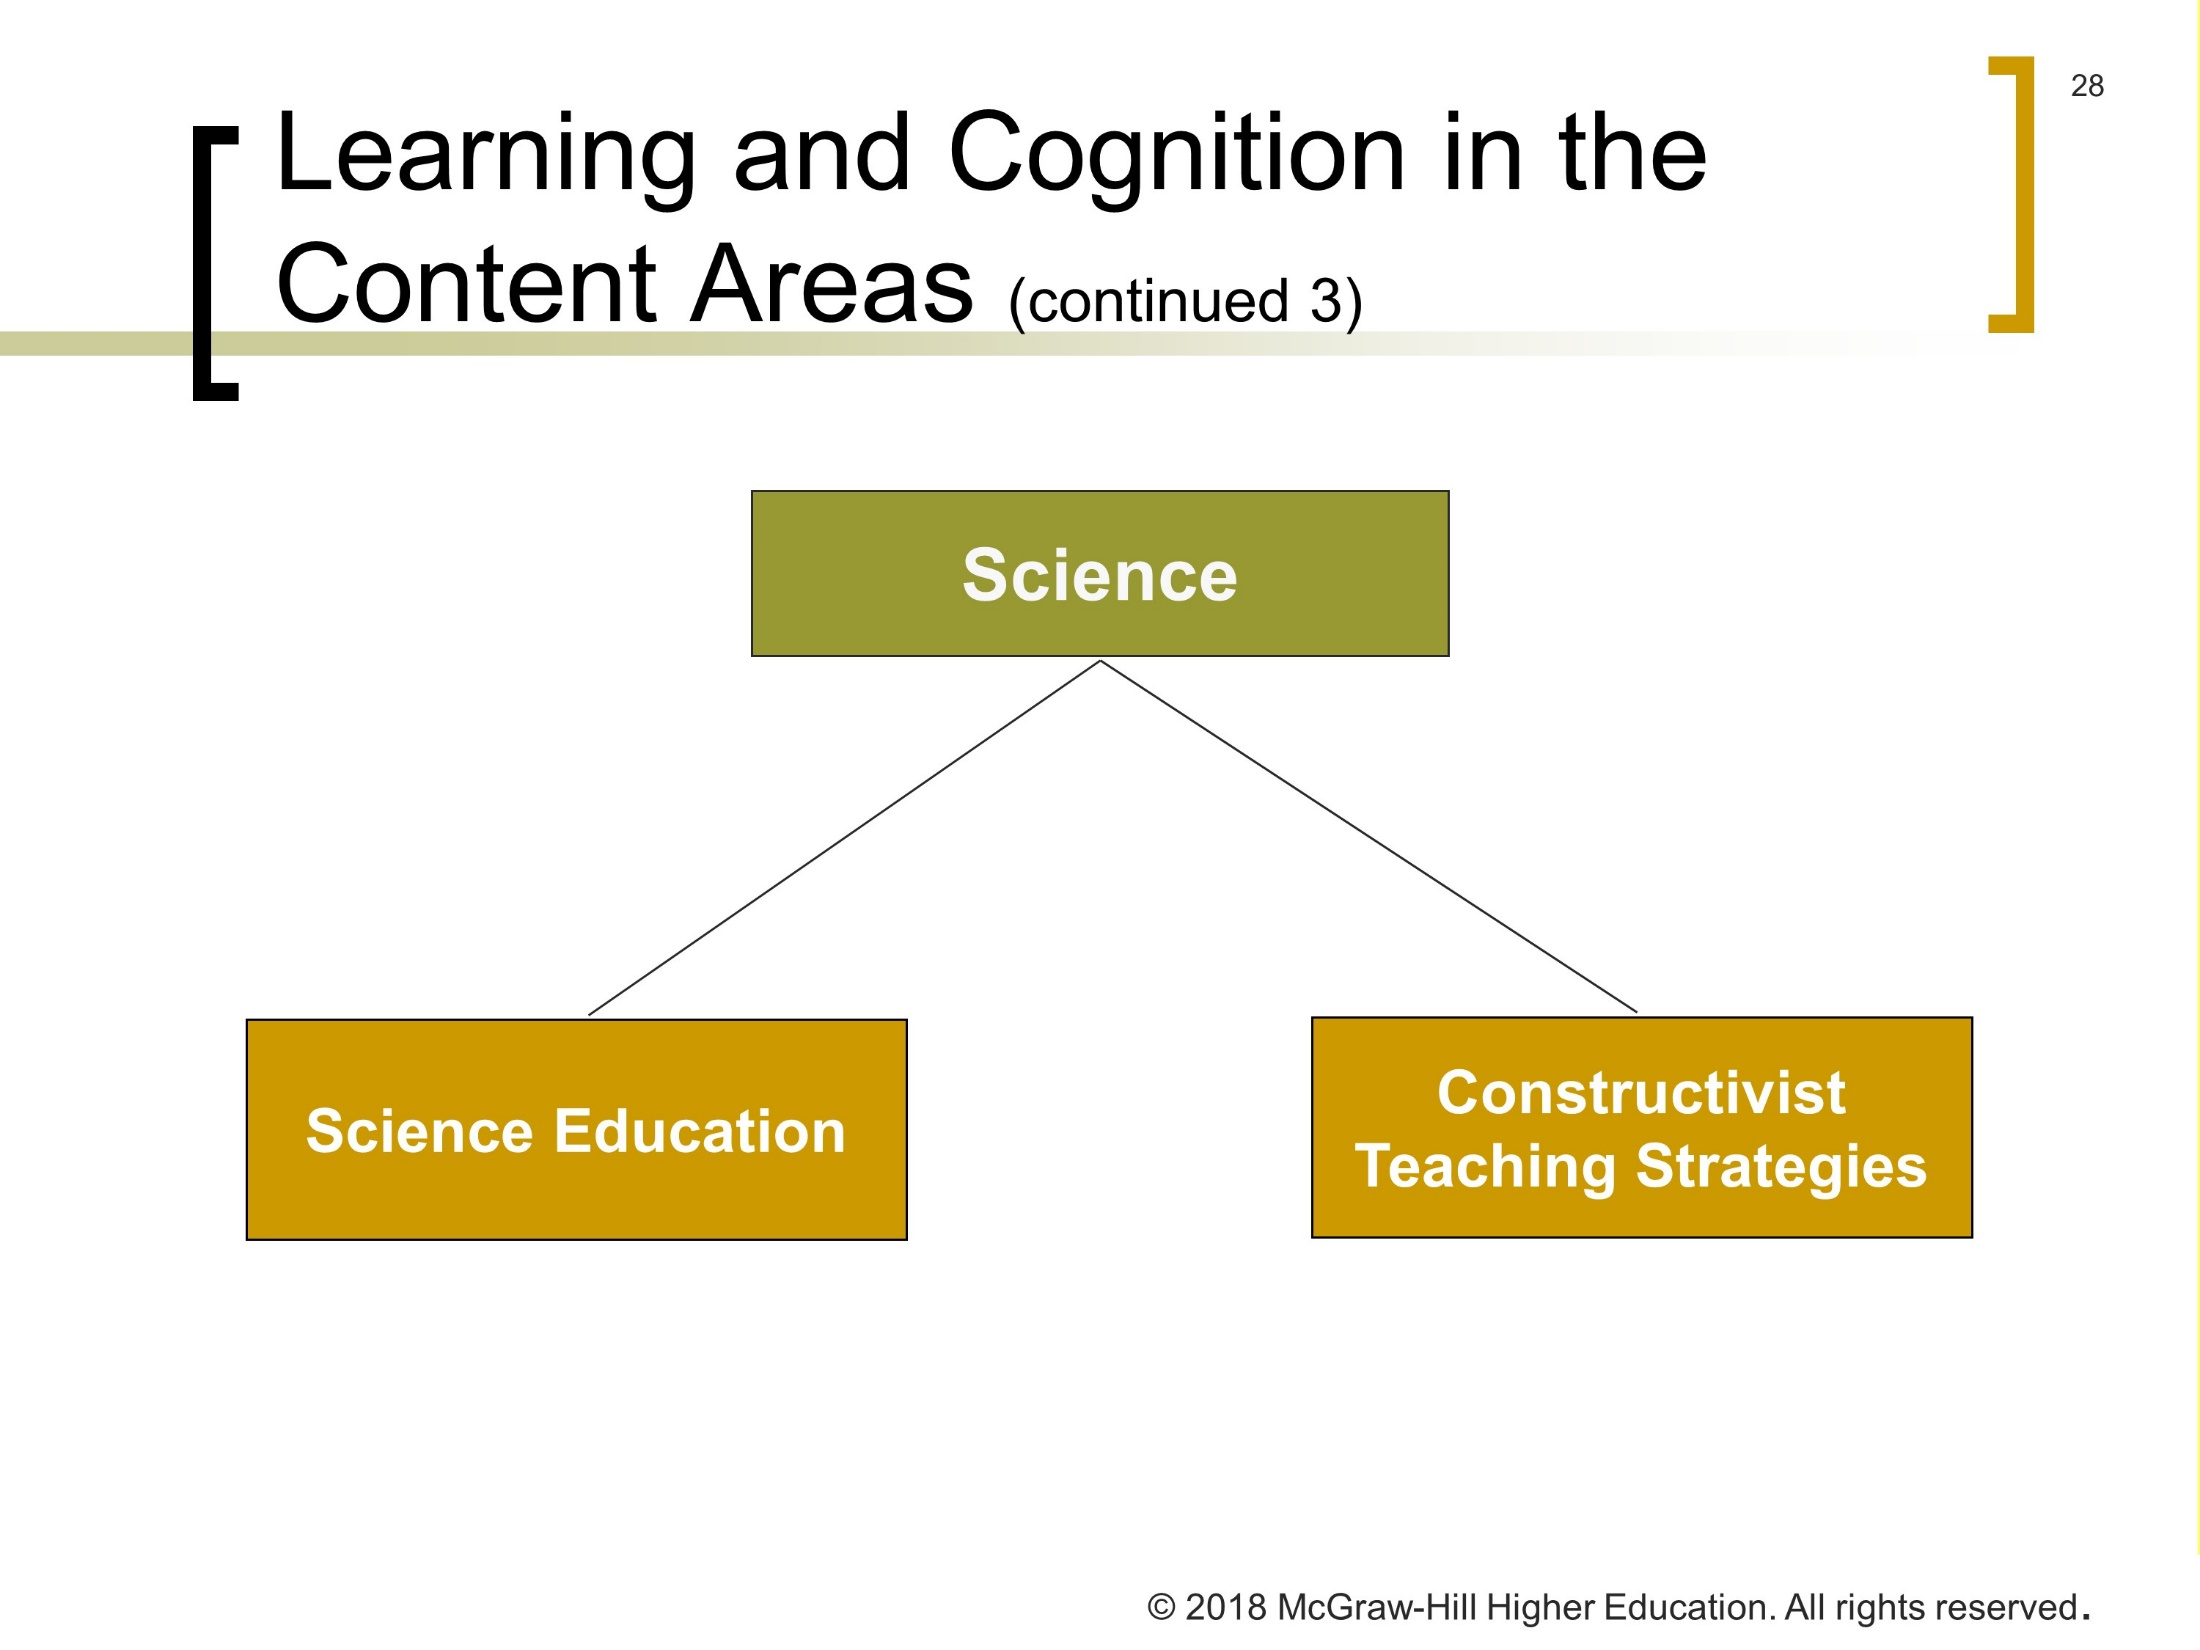 28
Learning and Cognition in the
Content Areas (continued 3)
Science
Science Education
Constructivist
Teaching Strategies
© 2018 McGraw-Hill Higher Education. All rights reserved.